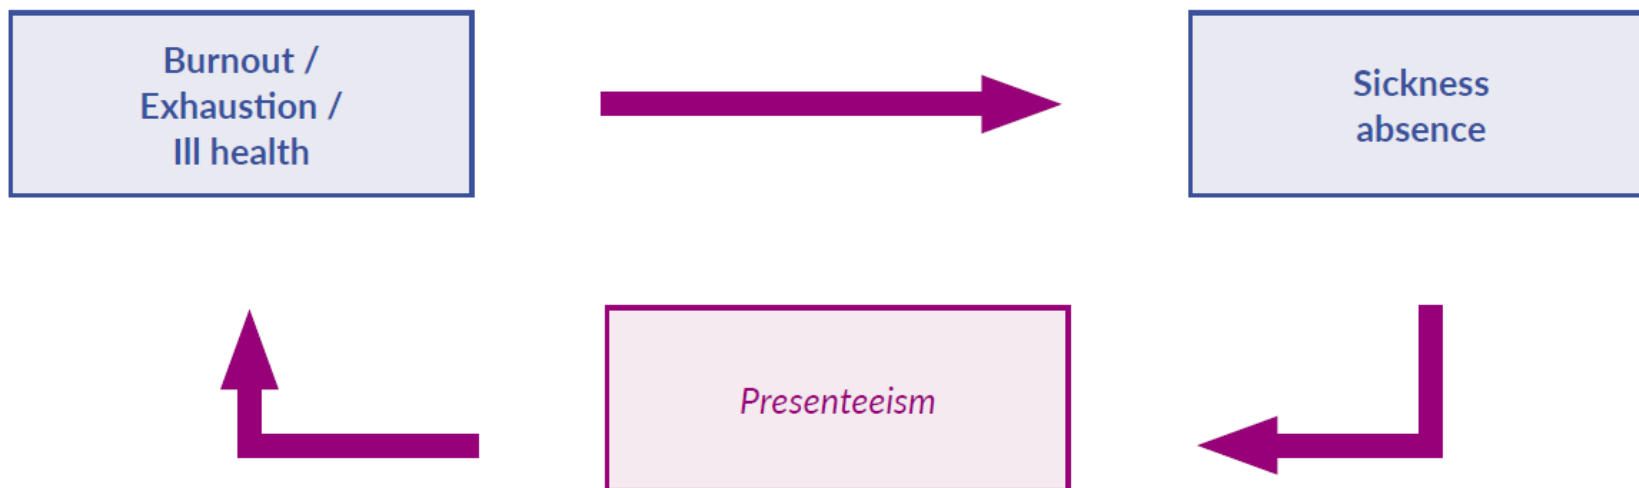 Burnout /
Exhaustion /
Ill health
Sickness
absence
Presenteeism